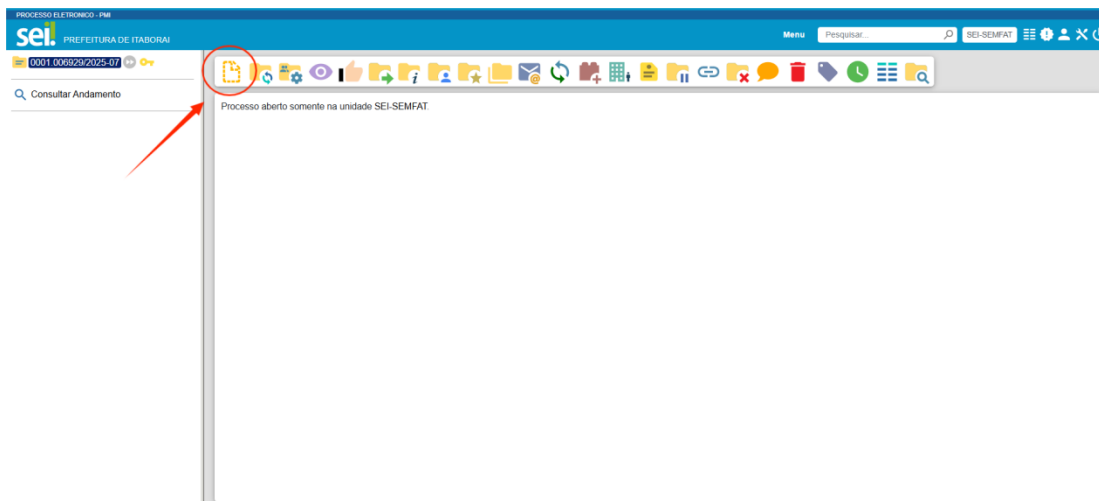 PROCESSO ELETRONICO - PMI
sei! PREFEITURA DE ITABORAI
Menu Pesquisar... SEI-SEMFAT
0001.006929/2025-07
Consultar Andamento
Processo aberto somente na unidade SEI-SEMFAT.